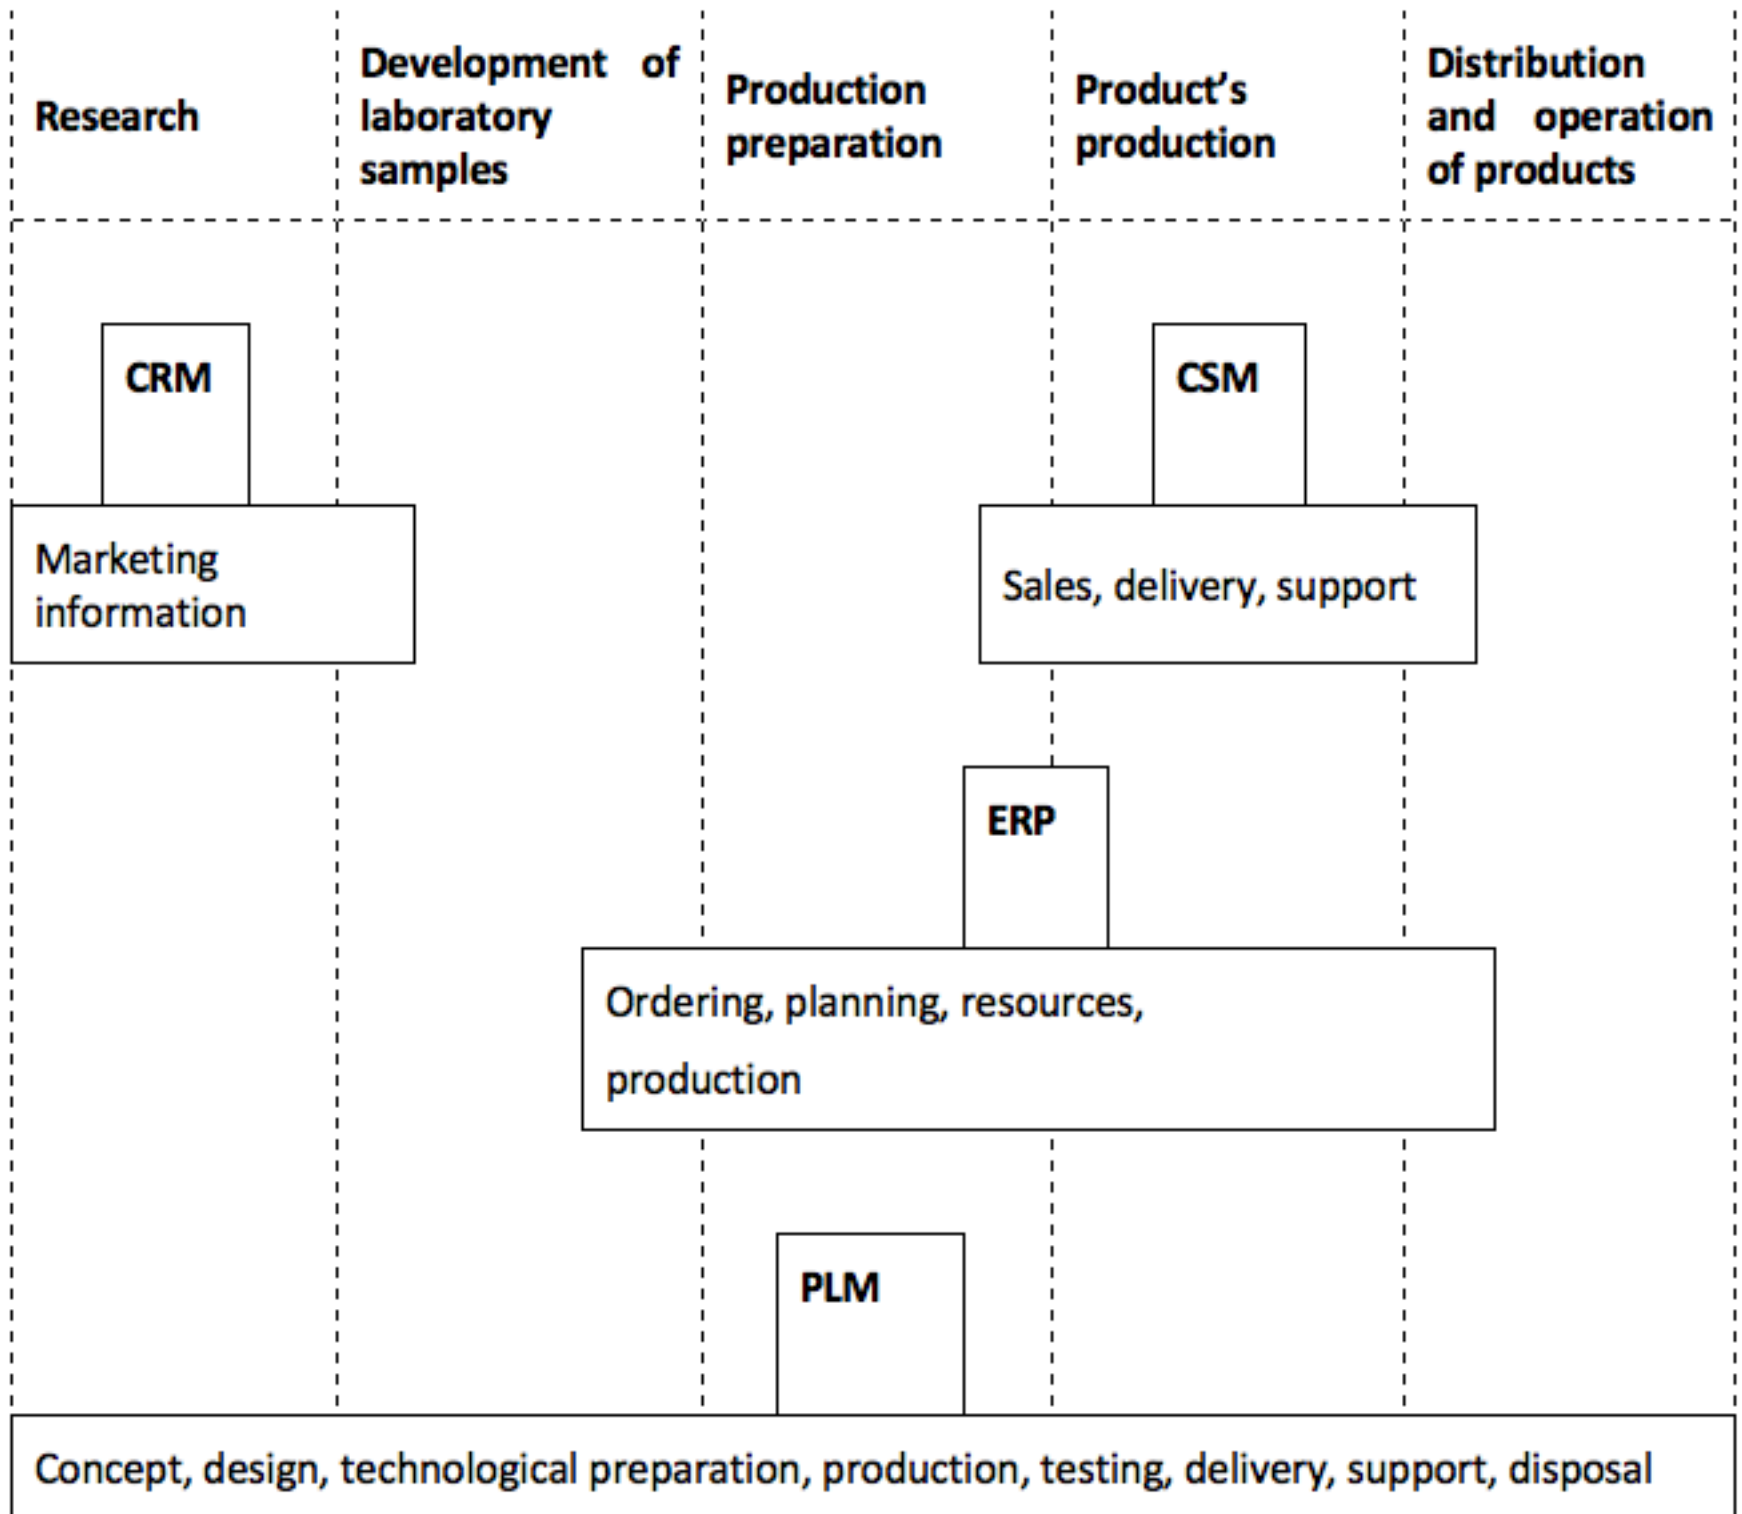 Research
Development of
laboratory
samples
Production
preparation
Product’s
production
Distribution
and operation
of products
CRM
CSM
Marketing
information
Sales, delivery, support
ERP
Ordering, planning, resources,
production
PLM
Concept, design, technological preparation, production, testing, delivery, support, disposal